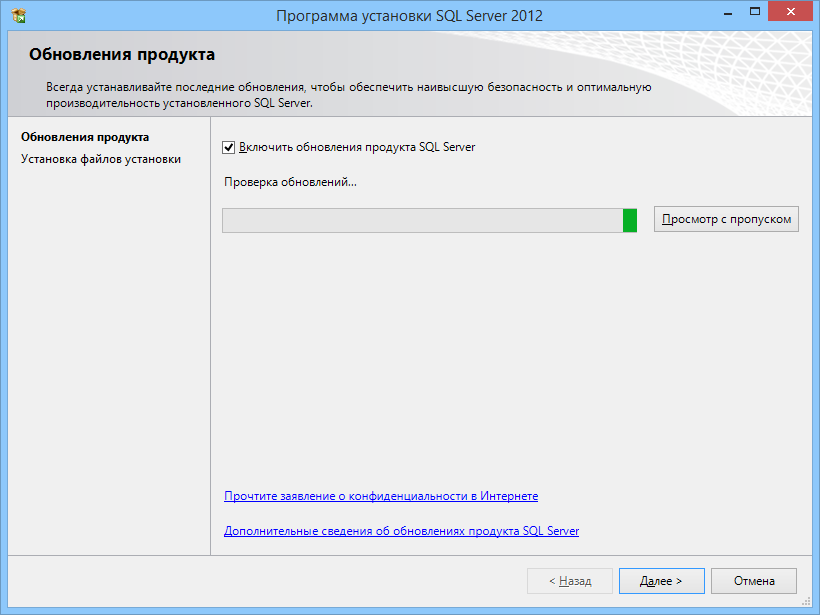 Программа установки SQL Server 2012
Обновления продукта
Всегда устанавливайте последние обновления, чтобы обеспечить наивысшую безопасность и оптимальную
производительность установленного SQL Server.
Обновления продукта
Установка файлов установки
Включить обновления продукта SQL Server
Проверка обновлений...
Просмотр с пропуском
Прочтите заявление о конфиденциальности в Интернете
Дополнительные сведения об обновлениях продукта SQL Server
< Назад
Далее >
Отмена